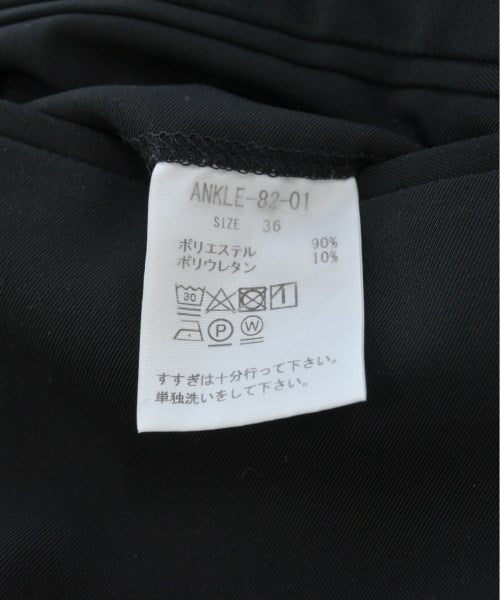 ANKLE-82-01
SIZE 36
ポリエステル 90%
ポリウレタン 10%
30
P W
すすぎは十分行って下さい。
単独洗いをして下さい。